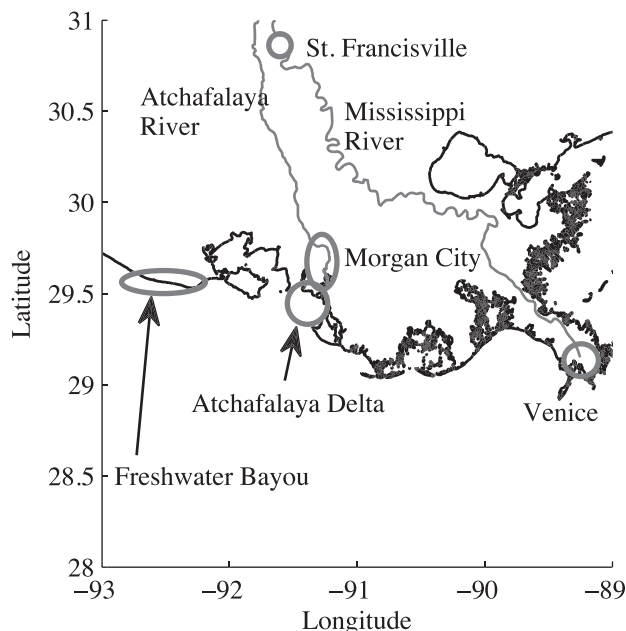 31
St. Francisville
Atchafalaya
River
Mississippi
River
30.5
30
Morgan City
Latitude
29.5
29
Atchafalaya Delta
Venice
Freshwater Bayou
28.5
28
−93
−92
−91
−90
−89
Longitude